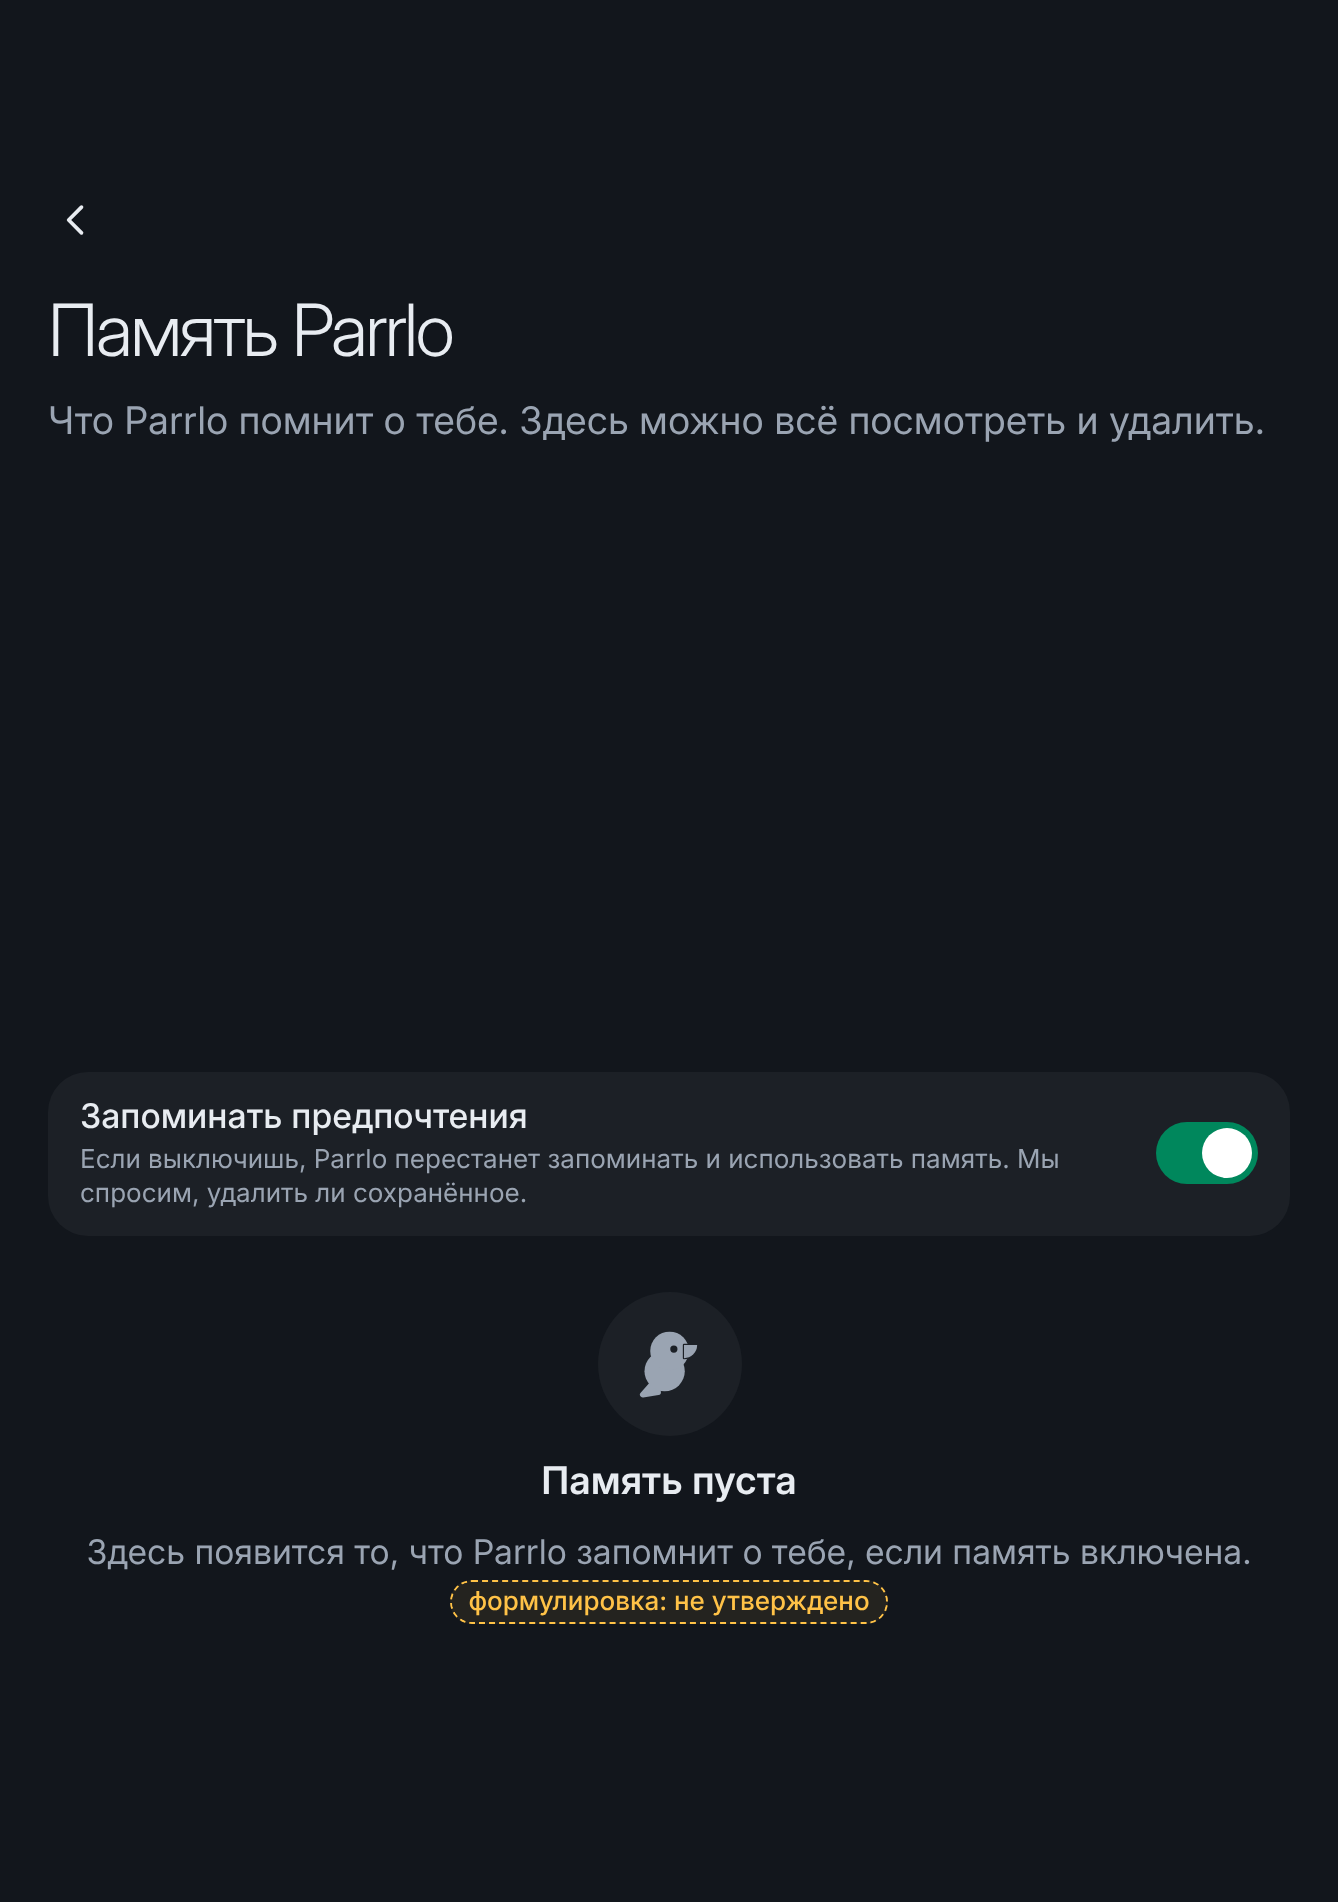 Память Parrlo
Что Parrlo помнит о тебе. Здесь можно всё посмотреть и удалить.
Запоминать предпочтения
Если выключишь, Parrlo перестанет запоминать и использовать память. Мы
спросим, удалить ли сохранённое.
Память пуста
Здесь появится то, что Parrlo запомнит о тебе, если память включена.
формулировка: не утверждено